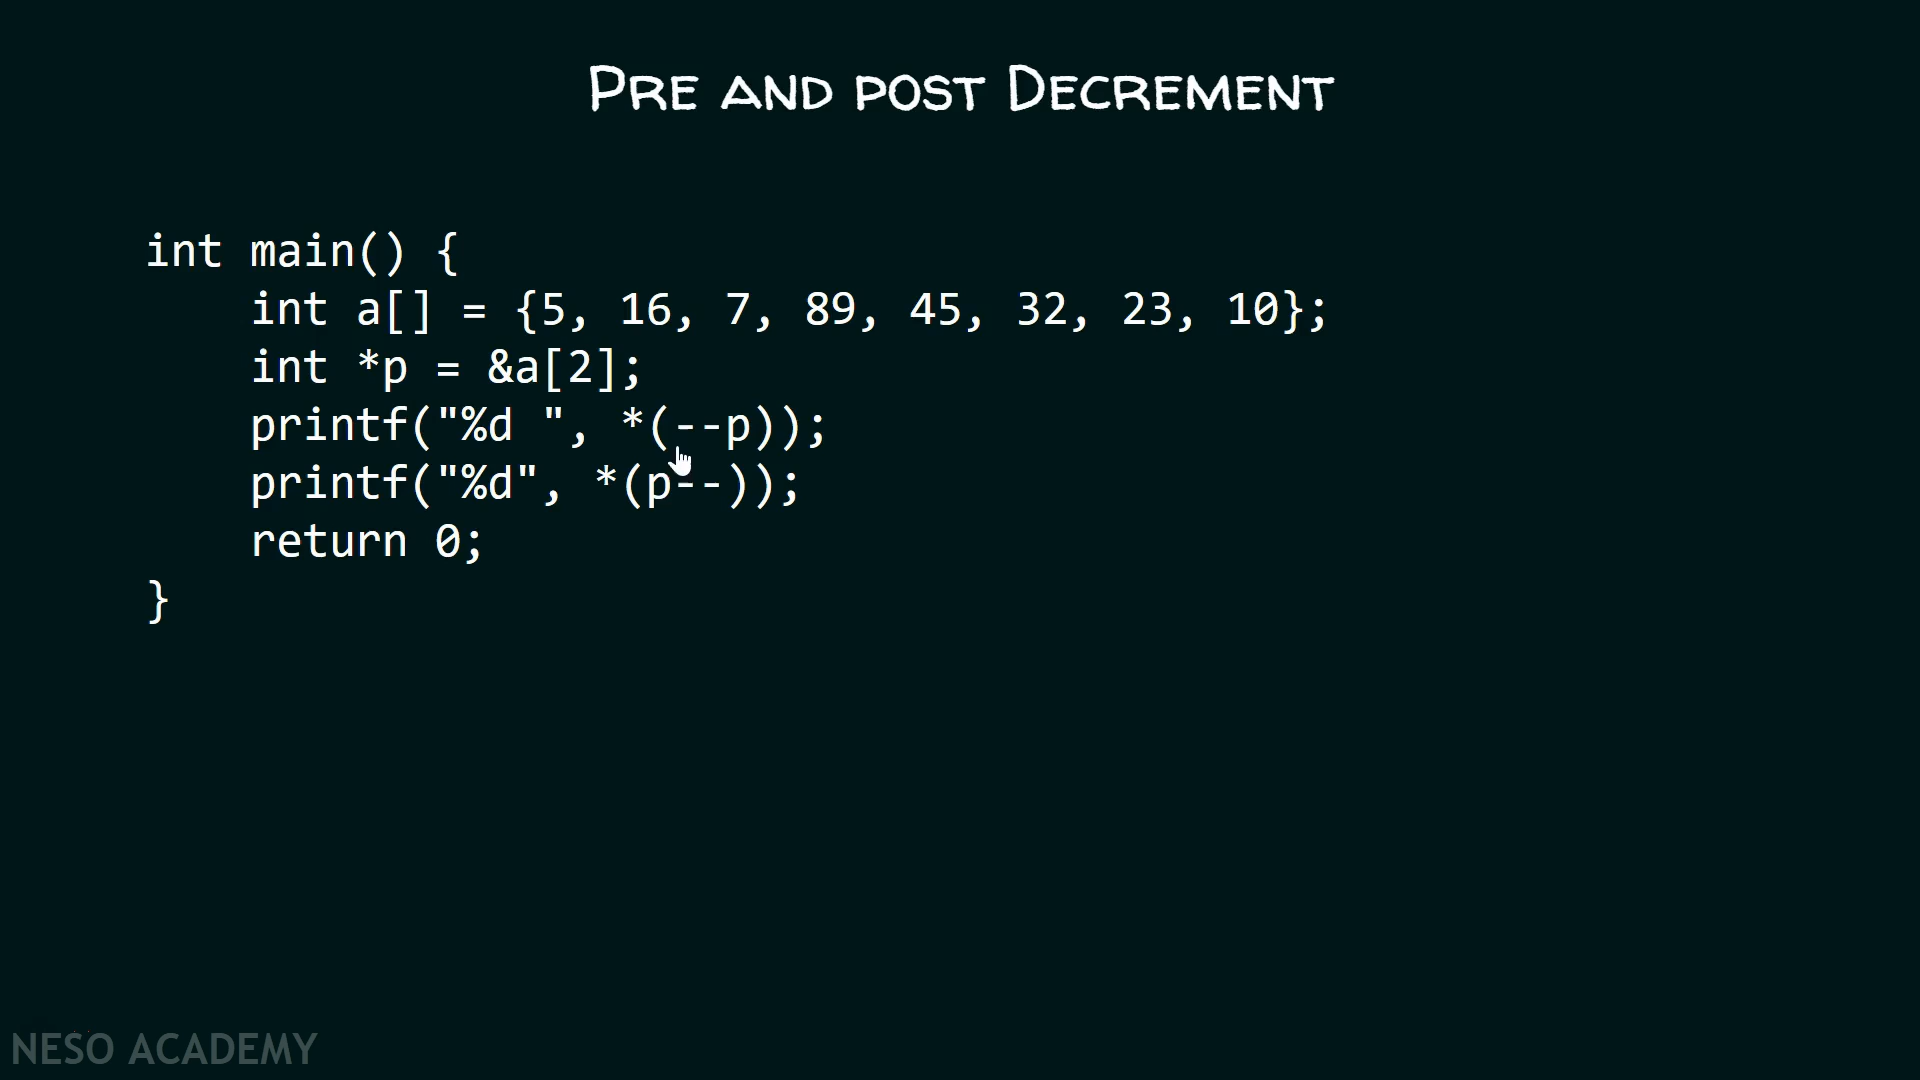 Pre and post Decrement
int main() {
int a[] = {5, 16, 7, 89, 45, 32, 23, 10};
int *p = &a[2];
printf("%d ", *(--p));
printf("%d", *(p--));
return 0;
}
NESO ACADEMY